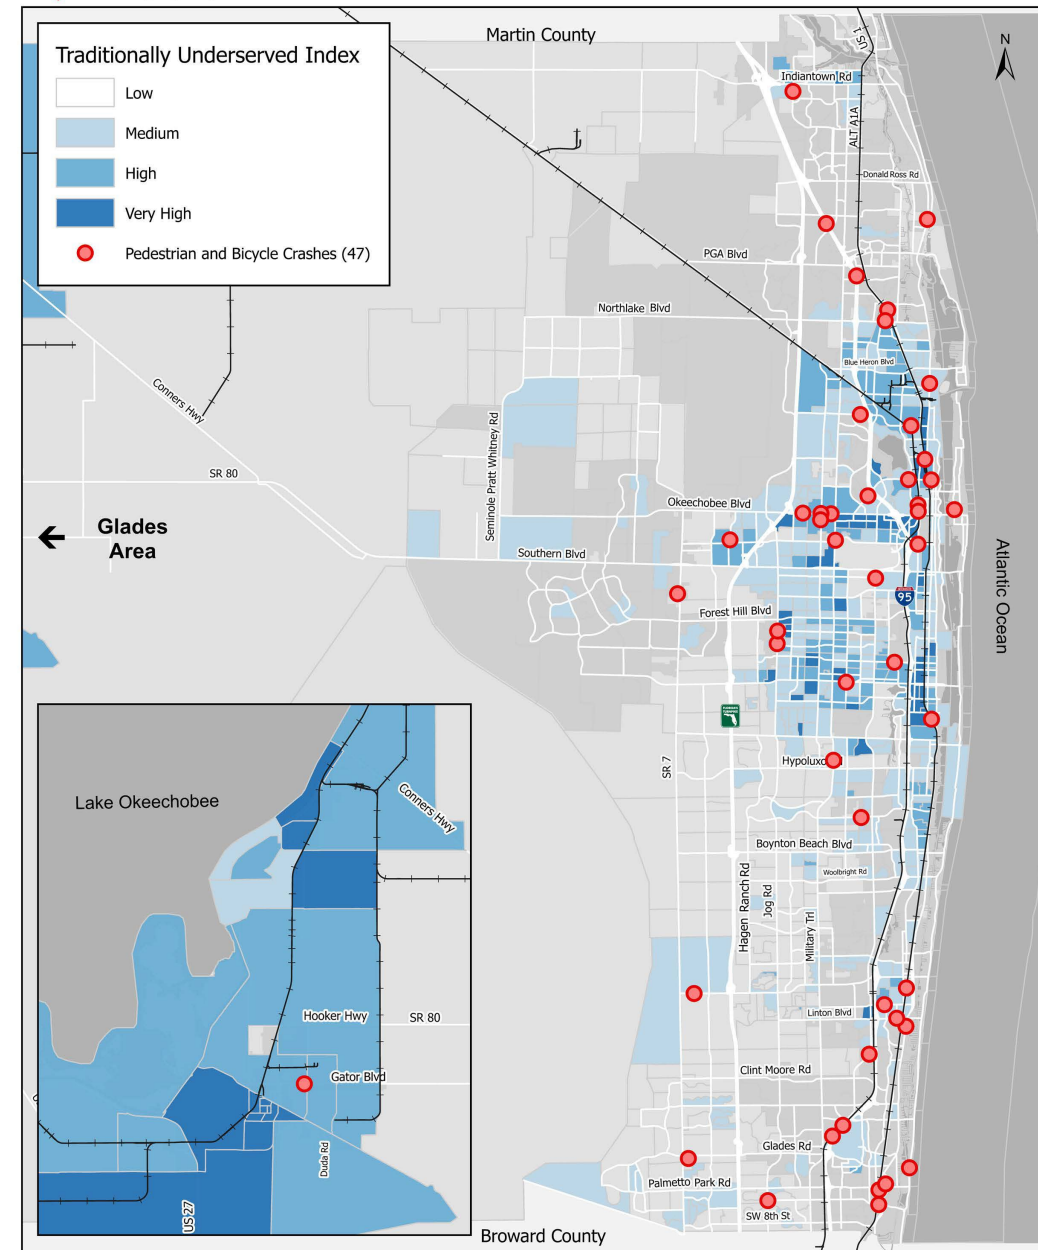 Traditionally Underserved Index
Low
Medium
High
Very High
Pedestrian and Bicycle Crashes (47)
Martin County
US 1
N
Indiantown Rd
ALT A1A
Donald Ross Rd
PGA Blvd
Northlake Blvd
Blue Heron Blvd
Conners Hwy
Seminole Pratt Whitney Rd
SR 80
Okeechobee Blvd
Glades
Area
Southern Blvd
Atlantic Ocean
95
Forest Hill Blvd
SR 7
Hypoluxo
Boynton Beach Blvd
Woolbright Rd
Hagen Ranch Rd
Jog Rd
Military Trl
Linton Blvd
Clint Moore Rd
Glades Rd
Palmetto Park Rd
SW 8th St
Broward County
Lake Okeechobee
Conners Hwy
Hooker Hwy
SR 80
Gator Blvd
Duda Rd
US 27